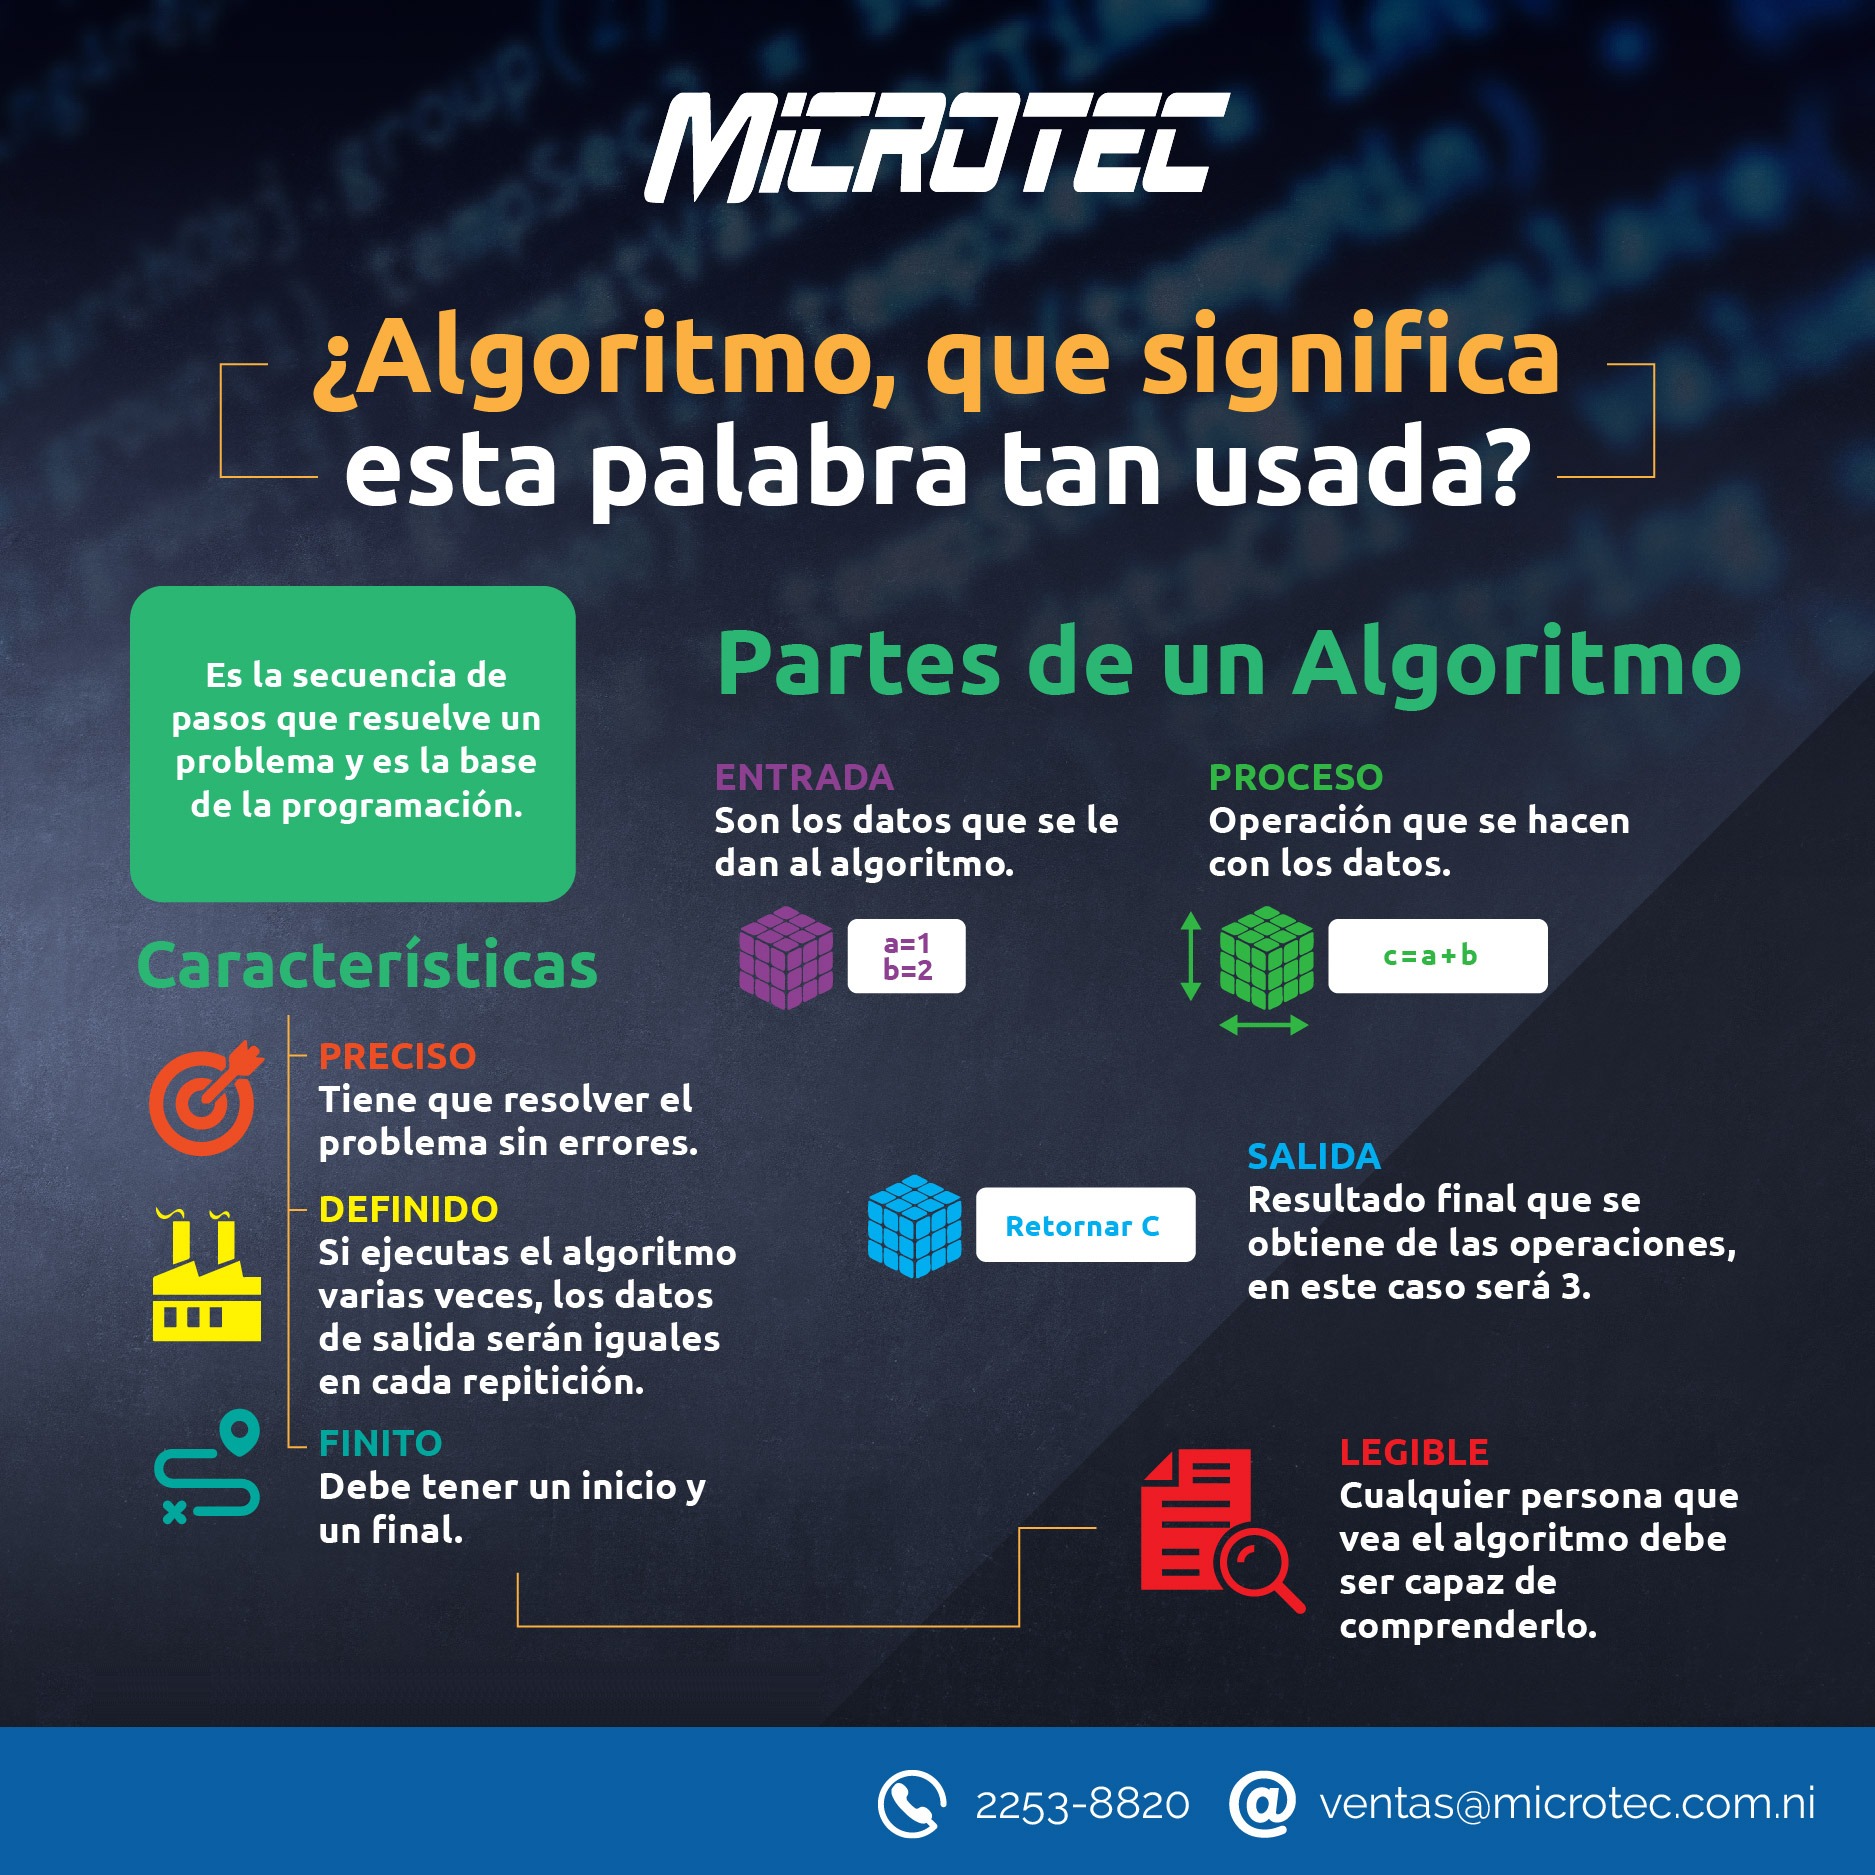 MiCROTEC
¿Algoritmo, que significa
esta palabra tan usada?
Es la secuencia de
pasos que resuelve un
problema y es la base
de la programación.
Características
PRECISO
Tiene que resolver el
problema sin errores.
DEFINIDO
Si ejecutas el algoritmo
varias veces, los datos
de salida serán iguales
en cada repitición.
FINITO
Debe tener un inicio y
un final.
Partes de un Algoritmo
ENTRADA
Son los datos que se le
dan al algoritmo.
a=1
b=2
PROCESO
Operación que se hacen
con los datos.
c=a+b
Retornar C
SALIDA
Resultado final que se
obtiene de las operaciones,
en este caso será 3.
LEGIBLE
Cualquier persona que
vea el algoritmo debe
ser capaz de
comprenderlo.
2253-8820
ventas@microtec.com.ni